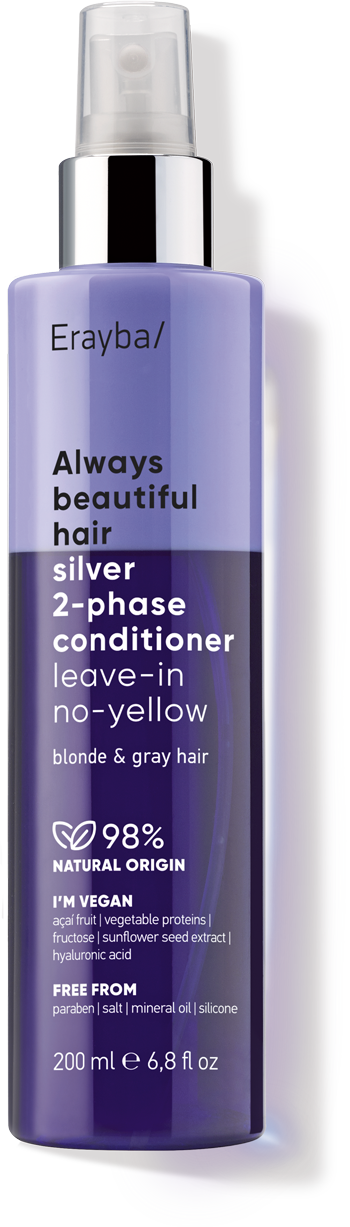 Erayba/
Always
beautiful
hair
silver
2-phase
conditioner
leave-in
no-yellow
blonde & gray hair
98%
NATURAL ORIGIN
I'M VEGAN
açaí fruit | vegetable proteins |
fructose | sunflower seed extract |
hyaluronic acid
FREE FROM
paraben | salt | mineral oil | silicone
200 ml ℮ 6,8 fl oz